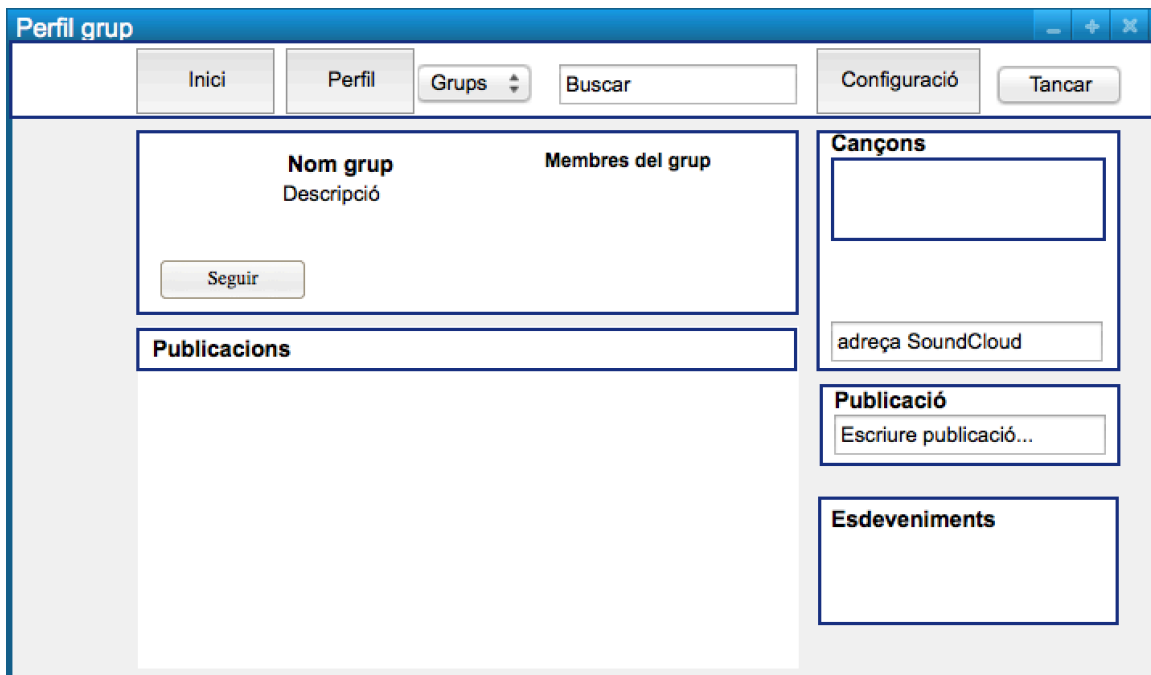 Perfil grup
Inici
Perfil
Grups
Buscar
Configuració
Tancar
Nom grup
Descripció
Membres del grup
Seguir
Publicacions
Cançons
adreça SoundCloud
Publicació
Escriure publicació...
Esdeveniments